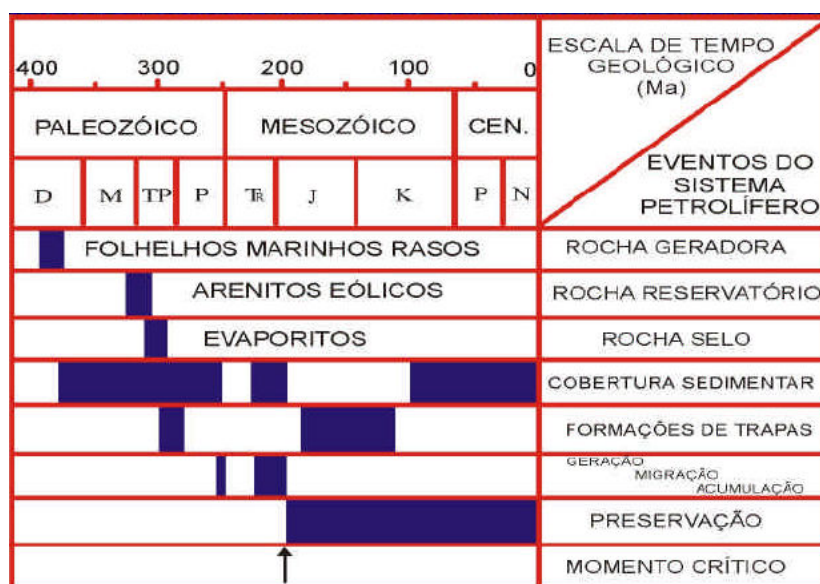 ESCALA DE TEMPO
GEOLÓGICO
(Ma)
400 300 200 100 0
PALEOZÓICO MESOZÓICO CEN.
EVENTOS DO
SISTEMA
PETROLÍFERO
D M TP P TR J K P N
FOLHELHOS MARINHOS RASOS ROCHA GERADORA
ARENITOS EÓLICOS ROCHA RESERVATÓRIO
EVAPORITOS ROCHA SELO
COBERTURA SEDIMENTAR
FORMAÇÕES DE TRAPAS
GERAÇÃO
MIGRAÇÃO
ACUMULAÇÃO
PRESERVAÇÃO
MOMENTO CRÍTICO